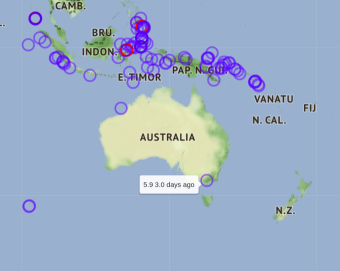 CAMB.
BRU.
INDON.
E. TIMOR
PAP. N. GUI.
VANATU
FIJ
N. CAL.
AUSTRALIA
5.9 3.0 days ago
N.Z.